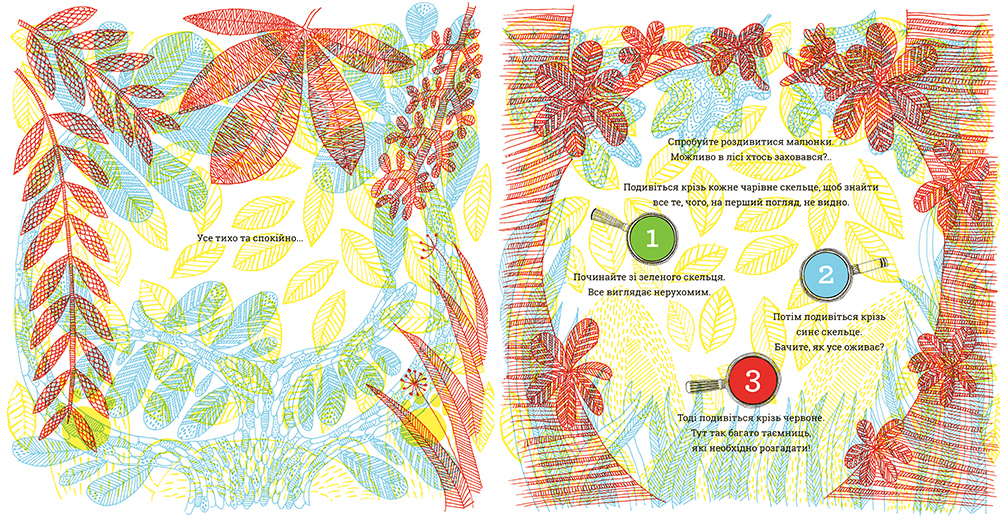 Усе тихо та спокійно...
Спробуйте роздивитися малюнки.
Можливо в лісі хтось заховався?..
Подивіться крізь кожне чарівне скельце, щоб знайти
все те, чого, на перший погляд, не видно.
1
Починайте зі зеленого скельця.
Все виглядає нерухомим.
2
Потім подивіться крізь
синє скельце.
Бачите, як усе оживає?
3
Тоді подивіться крізь червоне.
Тут так багато таємниць,
які необхідно розгадати!